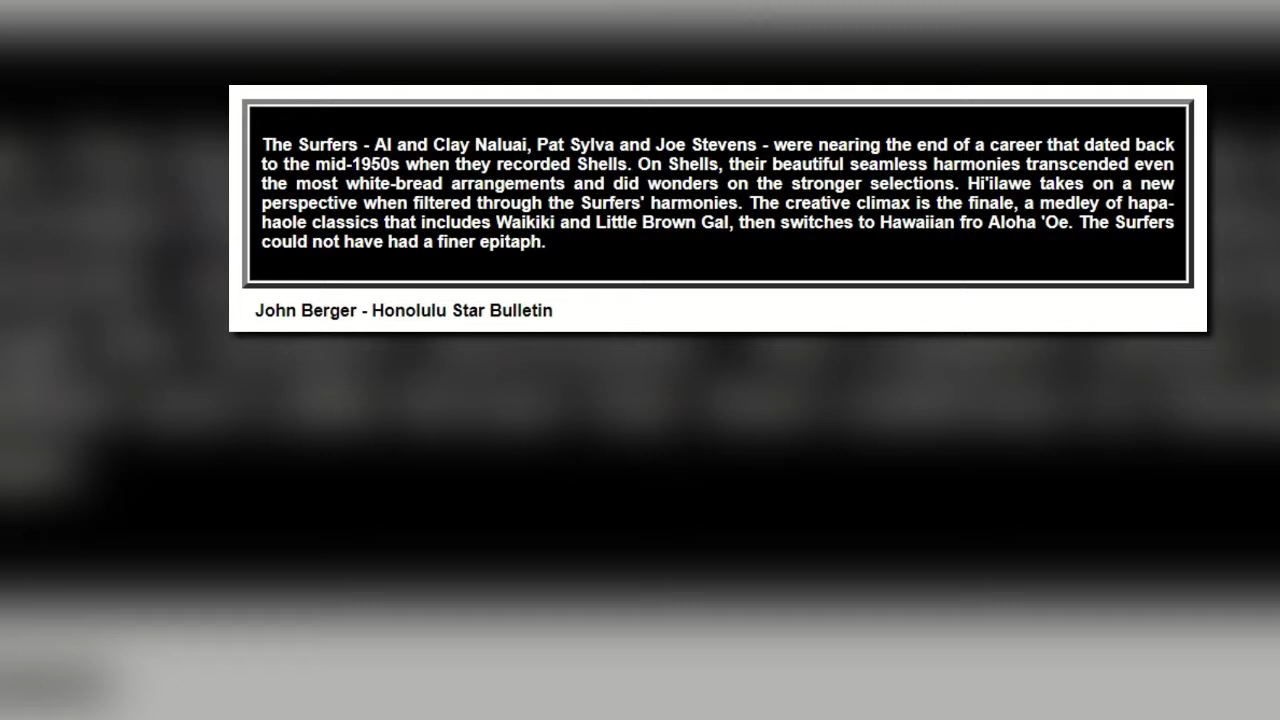 The Surfers - Al and Clay Naluai, Pat Sylva and Joe Stevens - were nearing the end of a career that dated back
to the mid-1950s when they recorded Shells. On Shells, their beautiful seamless harmonies transcended even
the most white-bread arrangements and did wonders on the stronger selections. Hi'ilawe takes on a new
perspective when filtered through the Surfers' harmonies. The creative climax is the finale, a medley of hapa-
haole classics that includes Waikiki and Little Brown Gal, then switches to Hawaiian fro Aloha 'Oe. The Surfers
could not have had a finer epitaph.
John Berger - Honolulu Star Bulletin